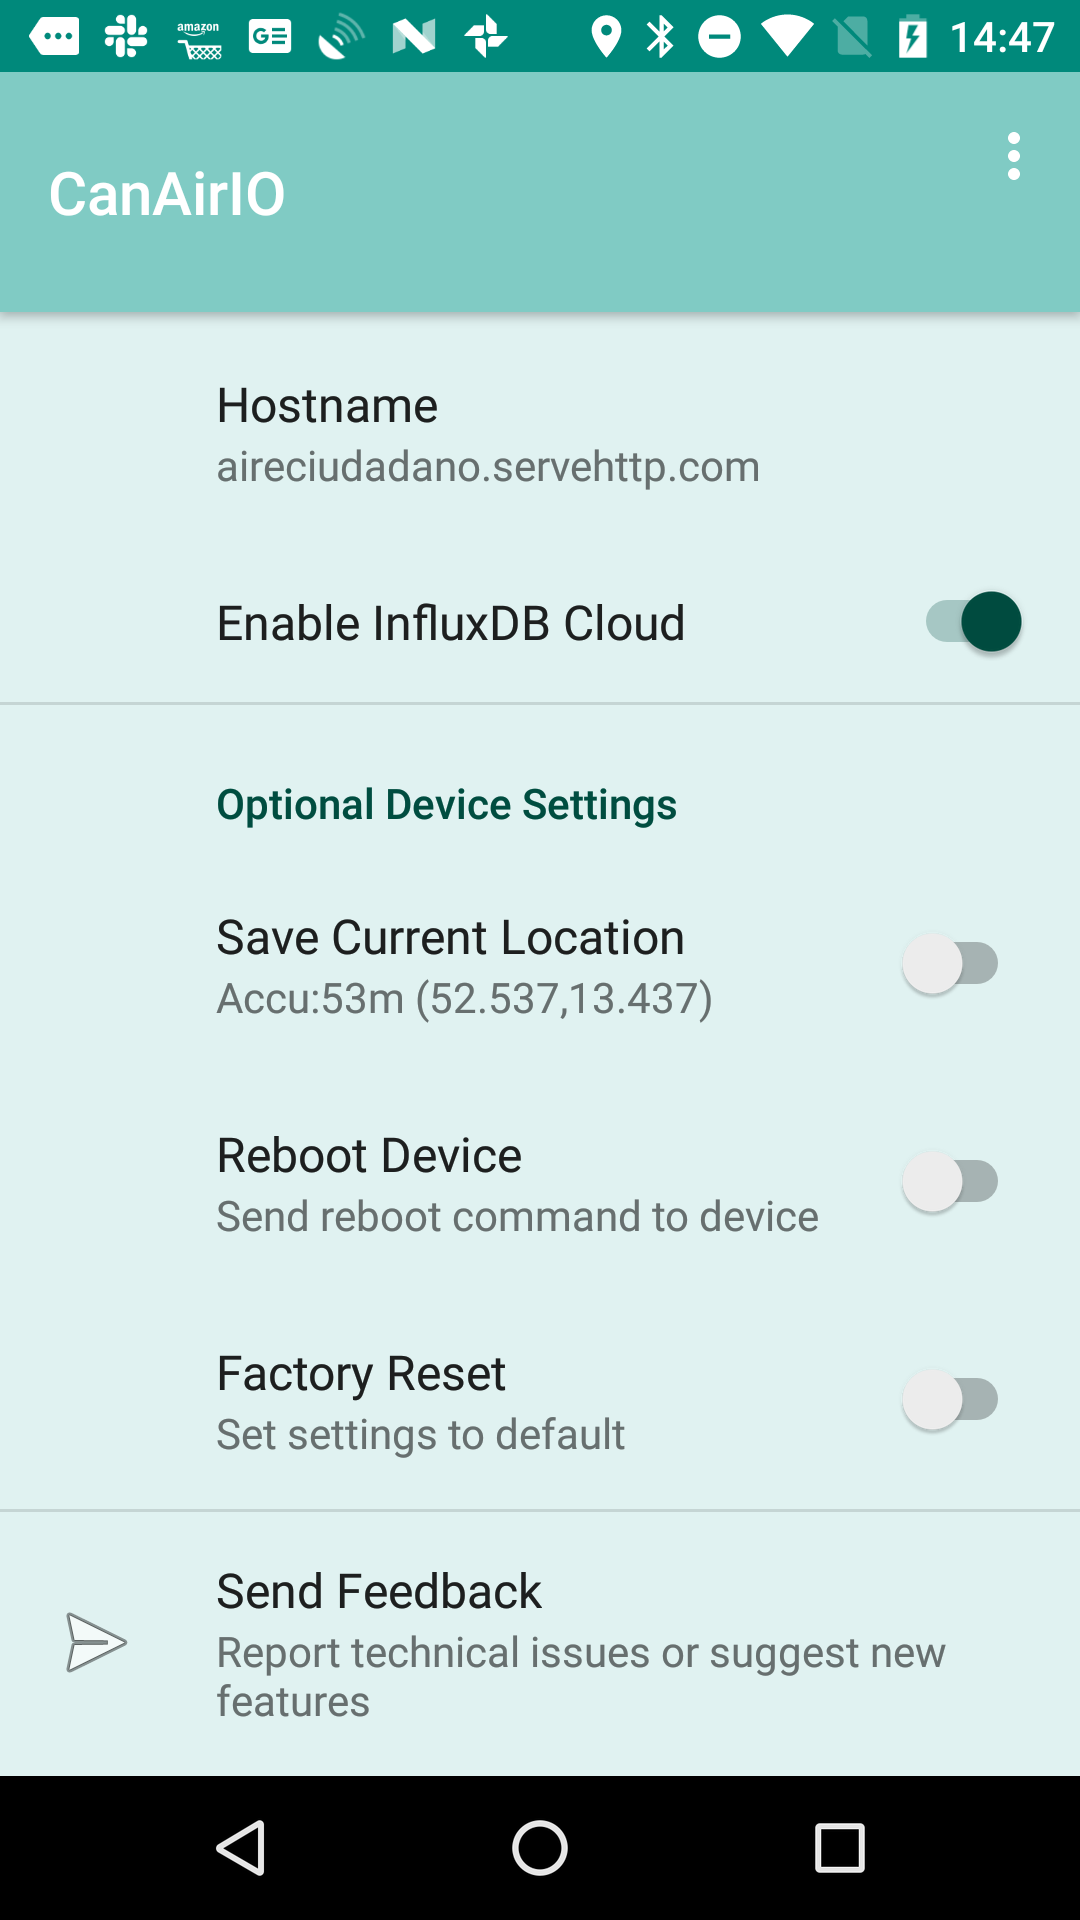 amazon
GE
14:47
CanAirIO
Hostname
aireciudadano.servehttp.com
Enable InfluxDB Cloud
Optional Device Settings
Save Current Location
Accu:53m (52.537,13.437)
Reboot Device
Send reboot command to device
Factory Reset
Set settings to default
Send Feedback
Report technical issues or suggest new
features